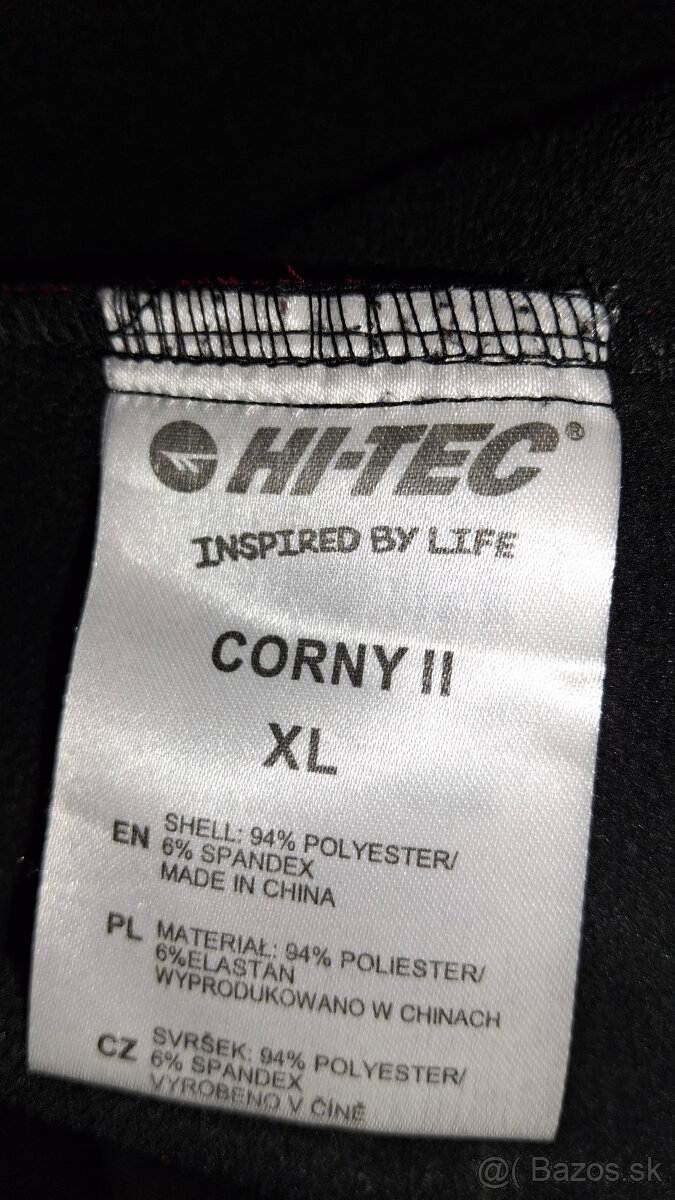 HI-TEC®
INSPIRED BY LIFE
CORNY II
XL
EN SHELL: 94% POLYESTER/
6% SPANDEX
MADE IN CHINA
PL MATERIAŁ: 94% POLIESTER/
6%ELASTAN
WYPRODUKOWANO W CHINACH
CZ SVRŠEK: 94% POLYESTER/
6% SPANDEX
VYROBENO V ČÍNĚ
@( Bazos.sk